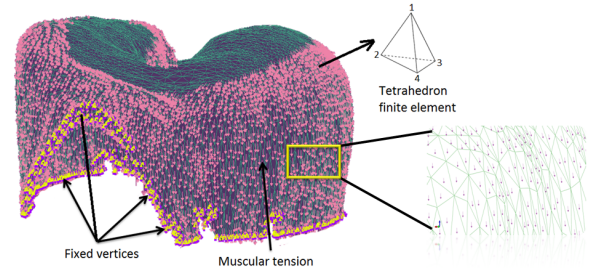 1
2
3
4
Tetrahedron
finite element
Fixed vertices
Muscular tension